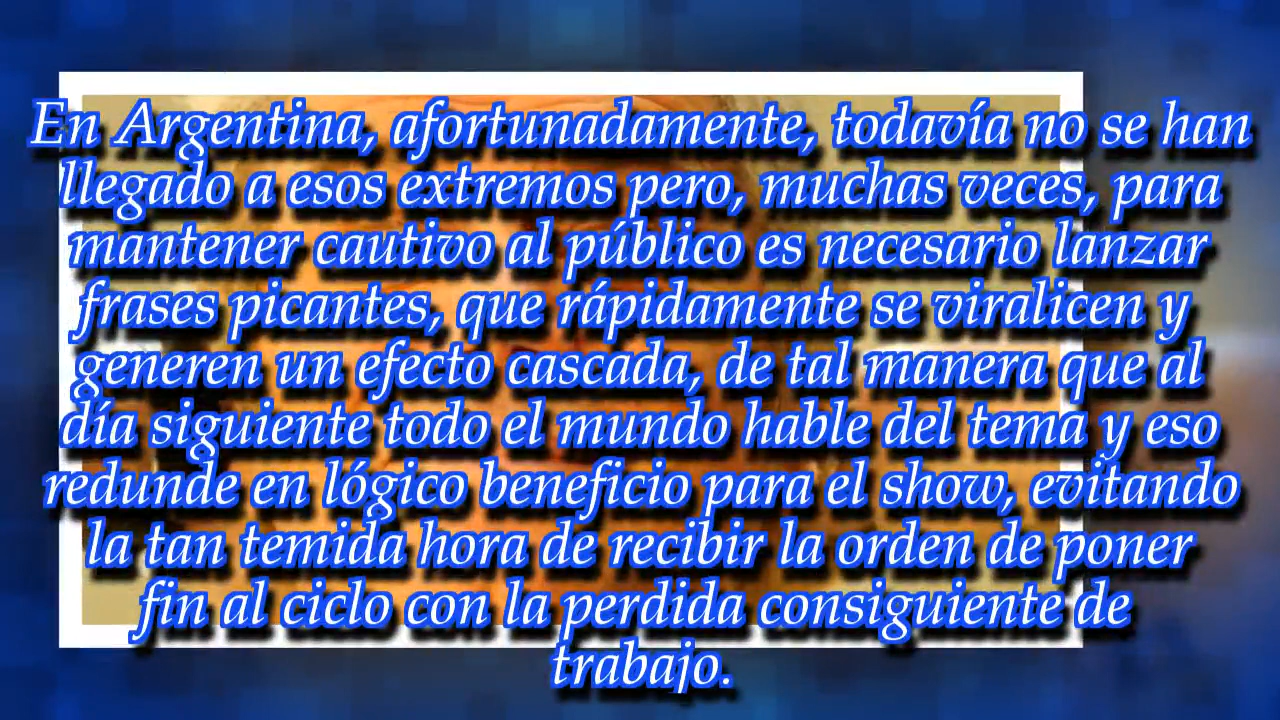 En Argentina, afortunadamente, todavía no se han
llegado a esos extremos pero, muchas veces, para
mantener cautivo al público es necesario lanzar
frases picantes, que rápidamente se viralicen y
generen un efecto cascada, de tal manera que al
día siguiente todo el mundo hable del tema y eso
redunde en lógico beneficio para el show, evitando
la tan temida hora de recibir la orden de poner
fin al ciclo con la perdida consiguiente de
trabajo.